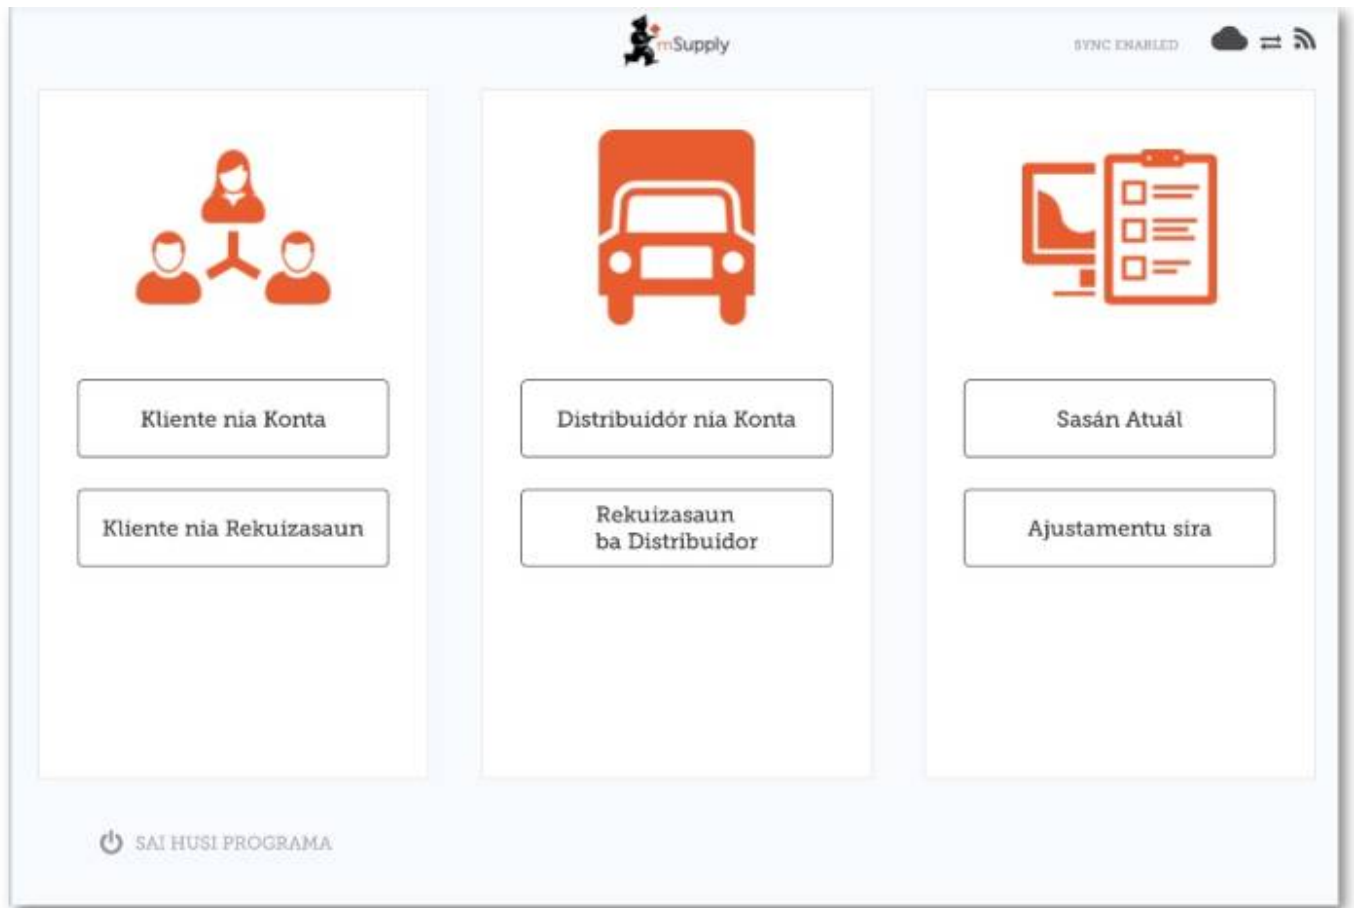 mSupply
SYNC ENABLED
Kliente nia Konta
Kliente nia Rekuizasaun
Distribuidór nia Konta
Rekuizasaun
ba Distribuidor
Sasán Atuál
Ajustamentu sira
SAI HUSI PROGRAMA